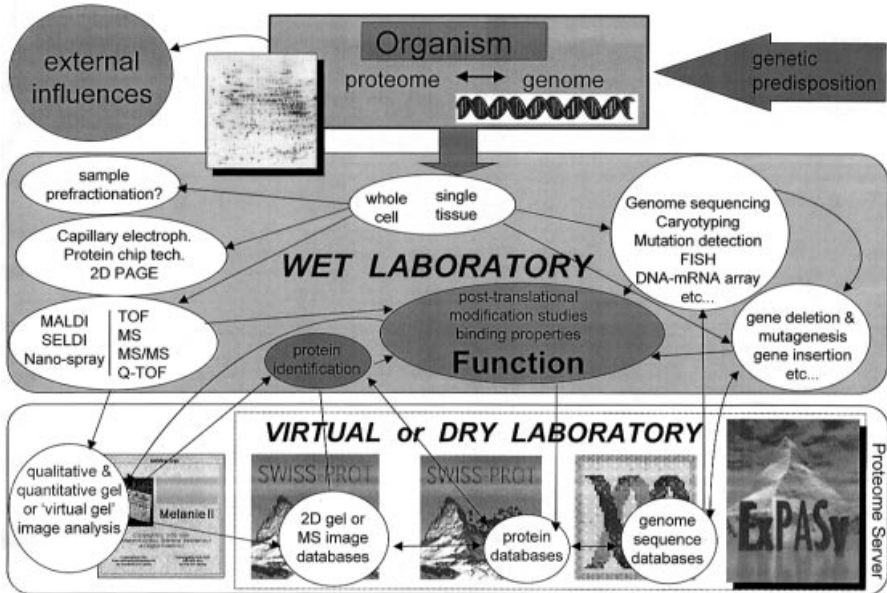 external
influences
Organism
proteome
genome
genetic
predisposition
sample
prefractionation?
whole
cell
single
tissue
Capillary electroph.
Protein chip tech.
2D PAGE
Genome sequencing
Caryotyping
Mutation detection
FISH
DNA-mRNA array
etc...
WET LABORATORY
MALDI
SELDI
Nano-spray
TOF
MS
MS/MS
Q-TOF
post-translational
modification studies
binding properties
Function
protein
identification
gene deletion &
mutagenesis
gene insertion
etc...
VIRTUAL or DRY LABORATORY
qualitative &
quantitative gel
or 'virtual gel'
image analysis
Melanie II
SWISS-PROT
2D gel or
MS image
databases
SWISS-PROT
protein
databases
genome
sequence
databases
ExPASy
Proteome Server